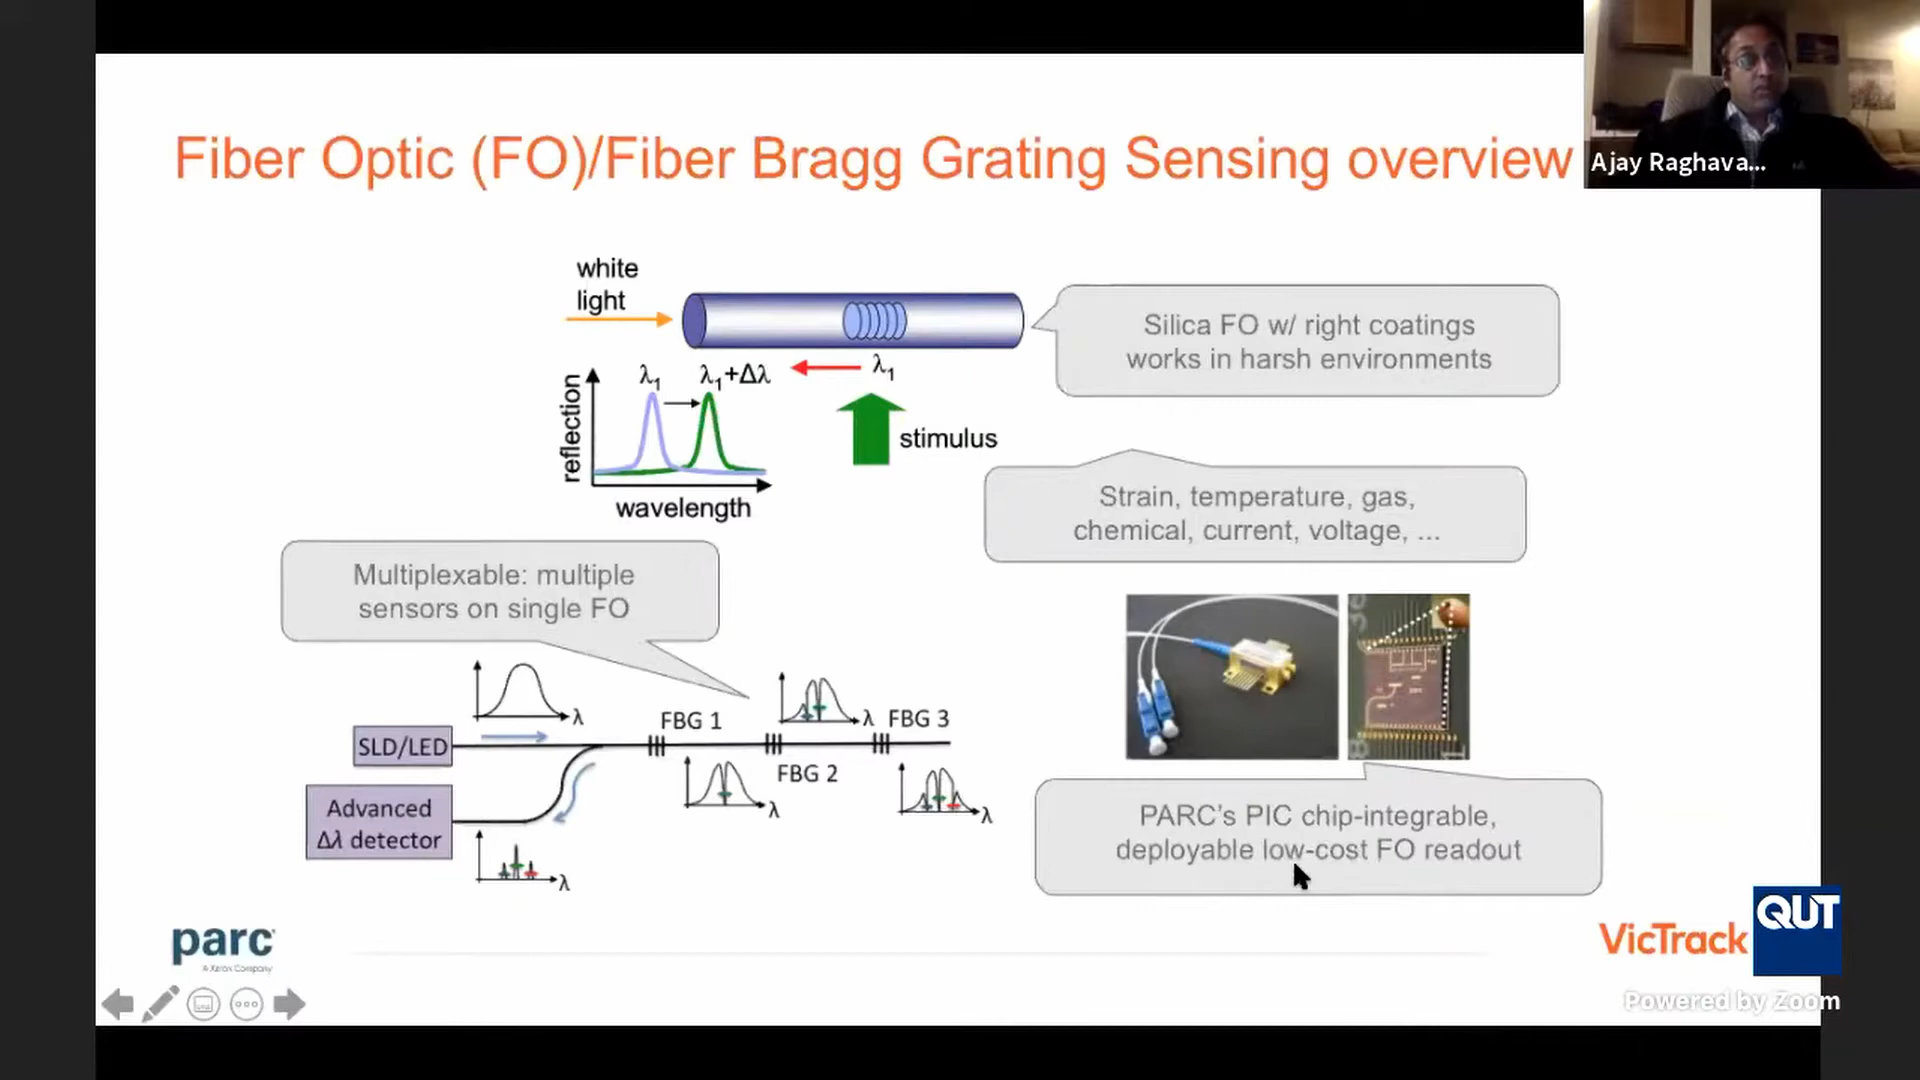 Fiber Optic (FO)/Fiber Bragg Grating Sensing overview
Ajay Raghava...
white
light
λ1
Silica FO w/ right coatings
works in harsh environments
reflection
λ1
λ1+Δλ
stimulus
wavelength
Strain, temperature, gas,
chemical, current, voltage, ...
Multiplexable: multiple
sensors on single FO
λ
SLD/LED
FBG 1
λ
FBG 3
FBG 2
λ
λ
Advanced
Δλ detector
λ
PARC's PIC chip-integrable,
deployable low-cost FO readout
parc
A Xerox Company
VicTrack
QUT
Powered by Zoom